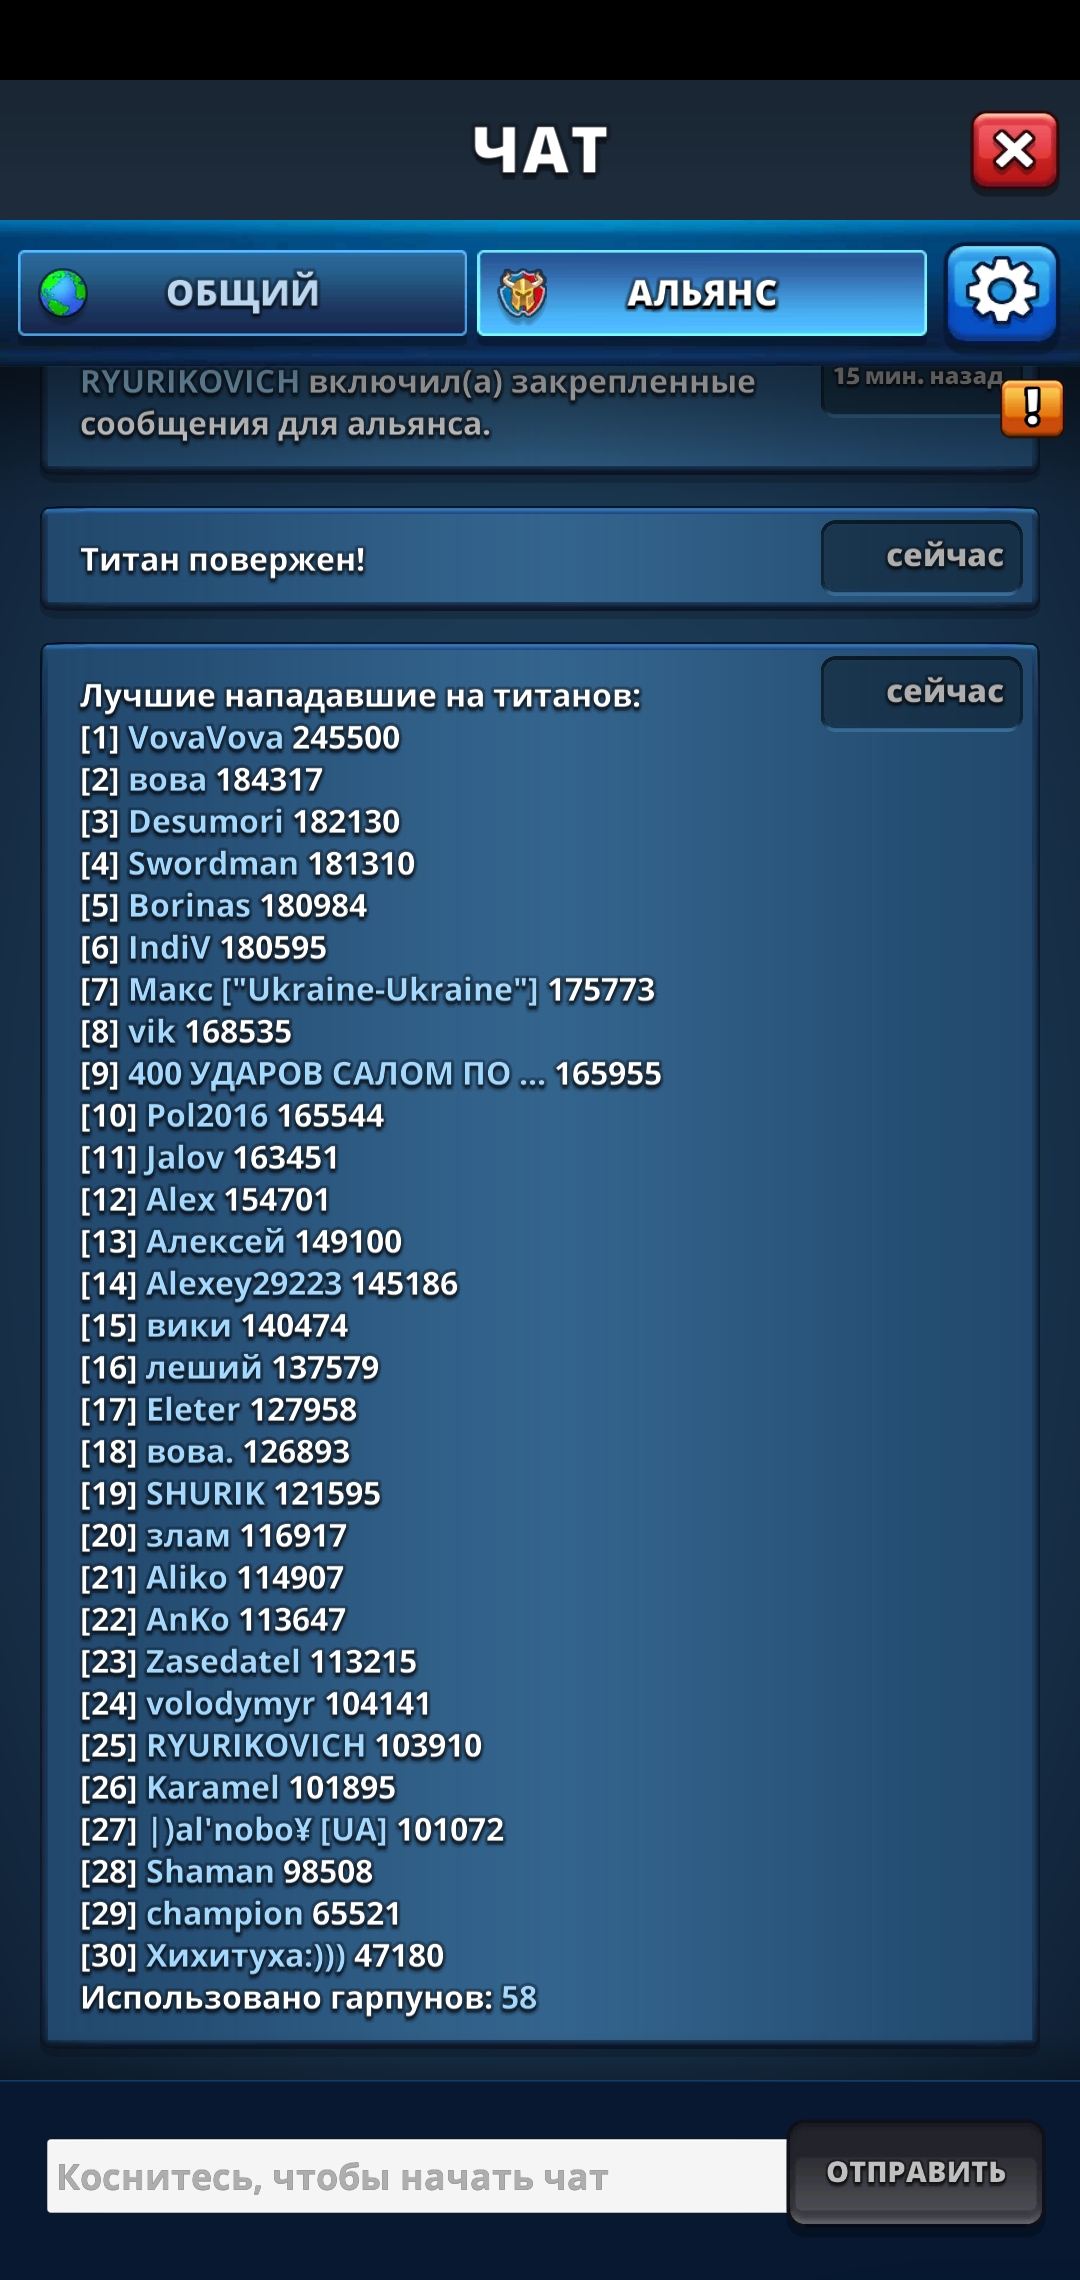 ЧАТ
ОБЩИЙ
АЛЬЯНС
RYURIKOVICH включил(а) закрепленные
сообщения для альянса.
15 мин. назад
!
Титан повержен!
сейчас
Лучшие нападавшие на титанов:
сейчас
[1] VovaVova 245500
[2] вова 184317
[3] Desumori 182130
[4] Swordman 181310
[5] Borinas 180984
[6] IndiV 180595
[7] Макс ["Ukraine-Ukraine"] 175773
[8] vik 168535
[9] 400 УДАРОВ САЛОМ ПО ... 165955
[10] Pol2016 165544
[11] Jalov 163451
[12] Alex 154701
[13] Алексей 149100
[14] Alexey29223 145186
[15] вики 140474
[16] леший 137579
[17] Eleter 127958
[18] вова. 126893
[19] SHURIK 121595
[20] злам 116917
[21] Aliko 114907
[22] AnKo 113647
[23] Zasedatel 113215
[24] volodymyr 104141
[25] RYURIKOVICH 103910
[26] Karamel 101895
[27] |)al'nobo¥ [UA] 101072
[28] Shaman 98508
[29] champion 65521
[30] Хихитуха:))) 47180
Использовано гарпунов: 58
Коснитесь, чтобы начать чат
ОТПРАВИТЬ